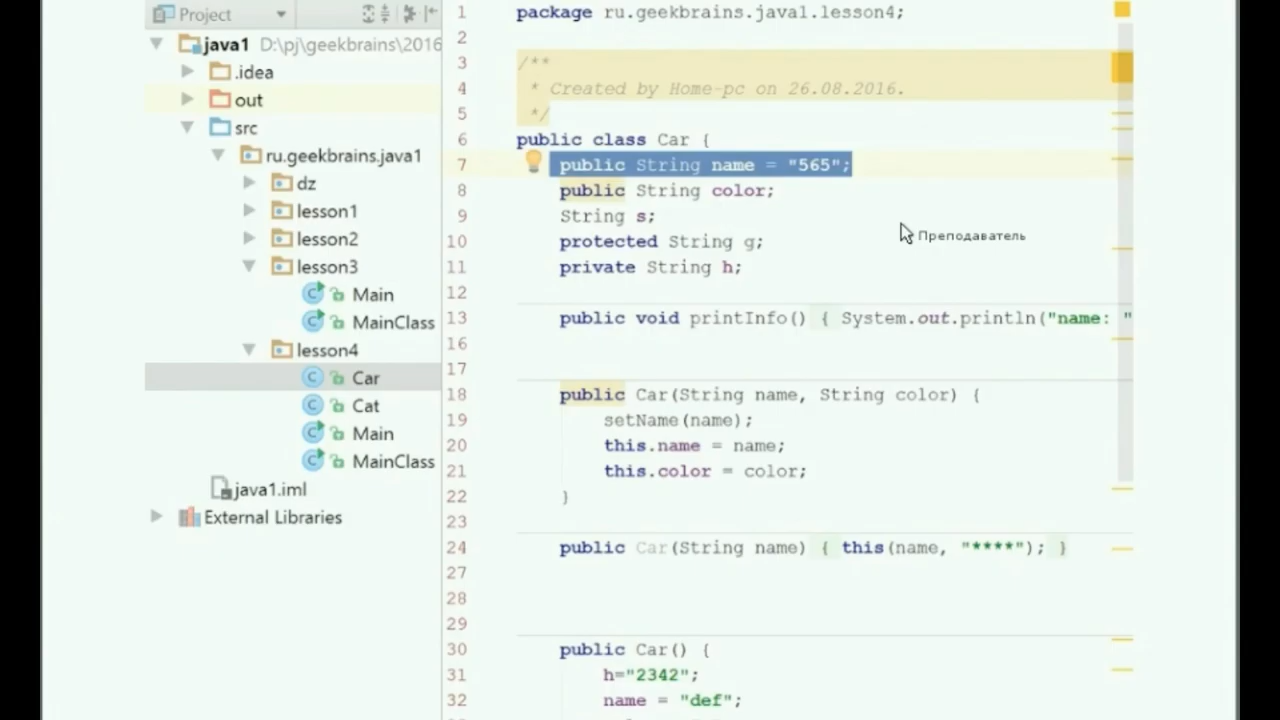 Project
java1 D:\pj\geekbrains\2016
.idea
out
src
ru.geekbrains.java1
dz
lesson1
lesson2
lesson3
Main
MainClass
lesson4
Car
Cat
Main
MainClass
java1.iml
External Libraries
1 package ru.geekbrains.java1.lesson4;
2
3 /**
4 * Created by Home-pc on 26.08.2016.
5 */
6 public class Car {
7 public String name = "565";
8 public String color;
9 String s;
10 protected String g;
11 private String h;
12
13 public void printInfo() { System.out.println("name: "
16
17
18 public Car(String name, String color) {
19 setName(name);
20 this.name = name;
21 this.color = color;
22 }
23
24 public Car(String name) { this(name, "****"); }
27
28
29
30 public Car() {
31 h="2342";
32 name = "def";
Преподаватель